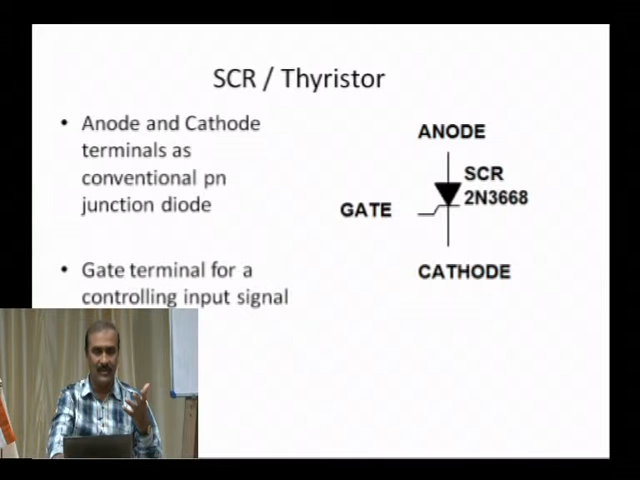 SCR / Thyristor
• Anode and Cathode
terminals as
conventional pn
junction diode
• Gate terminal for a
controlling input signal
ANODE
SCR
2N3668
GATE
CATHODE